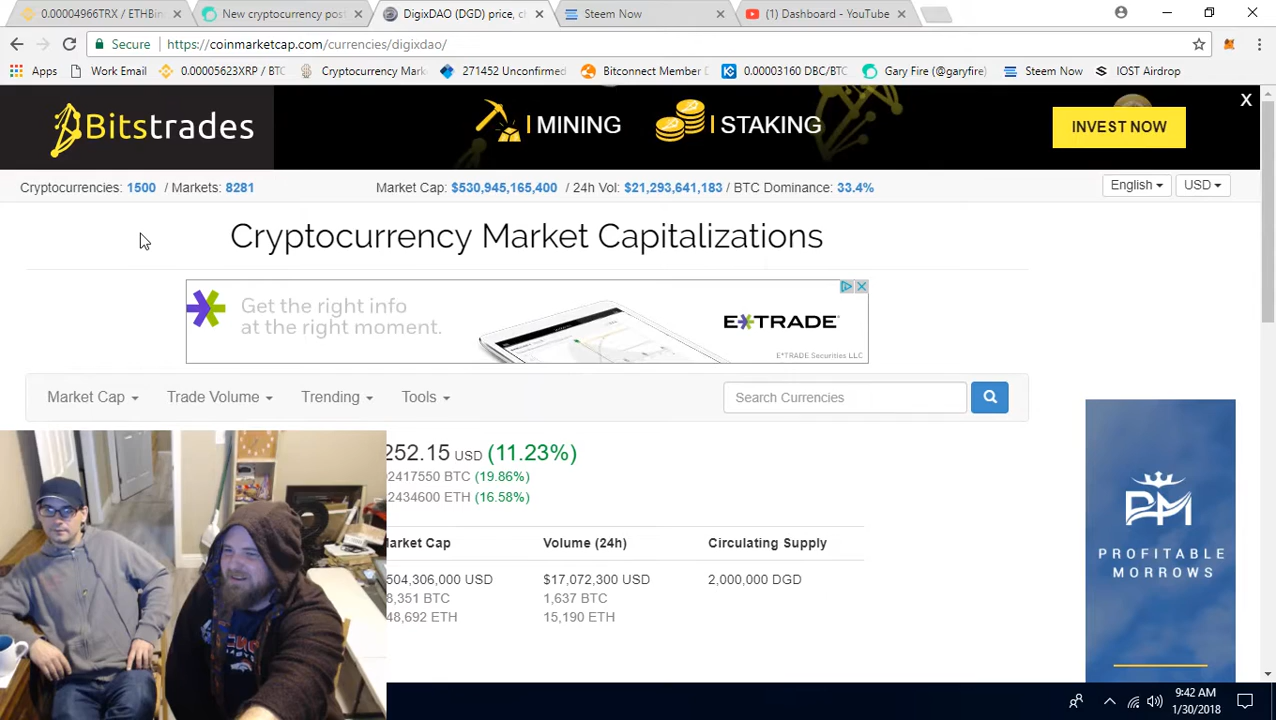 0.00004966TRX / ETHBin
New cryptocurrency post
DigixDAO (DGD) price, c
Steem Now
(1) Dashboard - YouTube
Secure
https://coinmarketcap.com/currencies/digixdao/
Apps
Work Email
0.00005623XRP / BTC
Cryptocurrency Mark
271452 Unconfirmed
Bitconnect Member D
0.00003160 DBC/BTC
Gary Fire (@garyfire)
Steem Now
IOST Airdrop
Bitstrades
MINING
STAKING
INVEST NOW
X
Cryptocurrencies: 1500 / Markets: 8281
Market Cap: $530,945,165,400 / 24h Vol: $21,293,641,183 / BTC Dominance: 33.4%
English
USD
Cryptocurrency Market Capitalizations
Get the right info
at the right moment.
E*TRADE
E*TRADE Securities LLC
Market Cap
Trade Volume
Trending
Tools
Search Currencies
252.15 USD (11.23%)
2417550 BTC (19.86%)
2434600 ETH (16.58%)
Market Cap
Volume (24h)
Circulating Supply
504,306,000 USD
$17,072,300 USD
2,000,000 DGD
8,351 BTC
1,637 BTC
48,692 ETH
15,190 ETH
PM
PROFITABLE
MORROWS
9:42 AM
1/30/2018